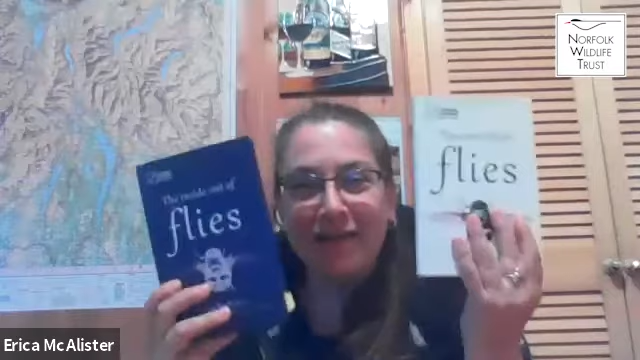 NORFOLK
WILDLIFE
TRUST
The inside out of
flies
flies
Erica McAlister